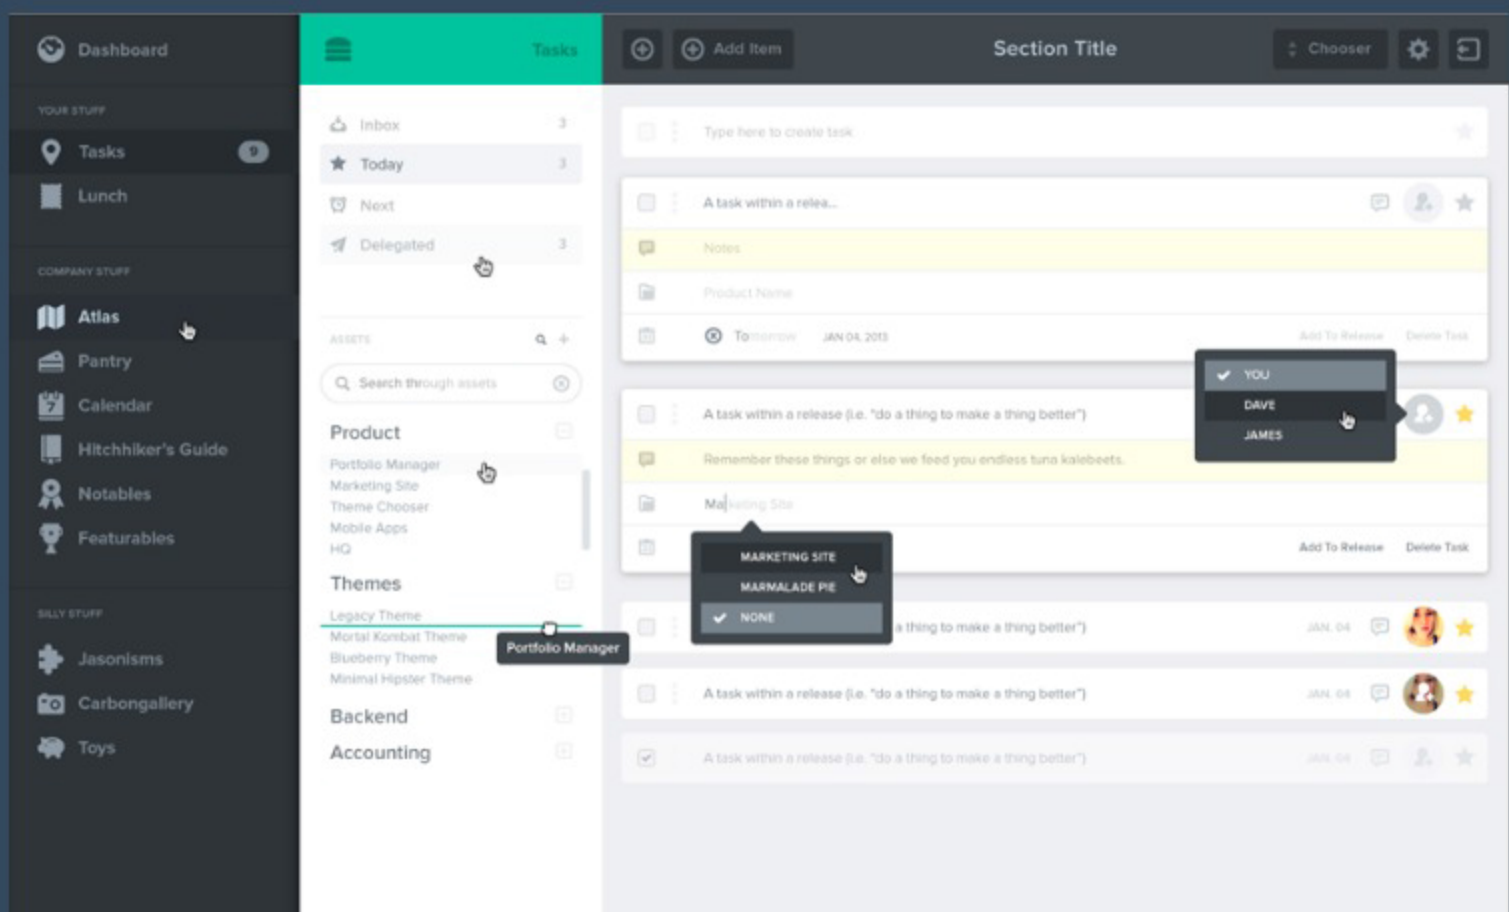 Dashboard
YOUR STUFF
Tasks 9
Lunch
COMPANY STUFF
Atlas
Pantry
7 Calendar
Hitchhiker's Guide
Notables
Featurables
SILLY STUFF
Jasonisms
Carbongallery
Toys
Tasks
Inbox 3
Today 3
Next
Delegated 3
ASSETS
Search through assets
Product
Portfolio Manager
Marketing Site
Theme Chooser
Mobile Apps
HQ
Themes
Legacy Theme
Mortal Kombat Theme
Portfolio Manager
Blueberry Theme
Minimal Hipster Theme
Backend
Accounting
Add Item Section Title Chooser
Type here to create task
A task within a relea...
Notes
Product Name
Tomorrow JAN 04, 2013 Add To Release Delete Task
YOU
DAVE
JAMES
A task within a release (i.e. "do a thing to make a thing better")
Remember these things or else we feed you endless tuna kalebeets.
Marketing Site
Add To Release Delete Task
MARKETING SITE
MARMALADE PIE
NONE
a thing to make a thing better") JAN. 04
A task within a release (i.e. "do a thing to make a thing better")
A task within a release (i.e. "do a thing to make a thing better")